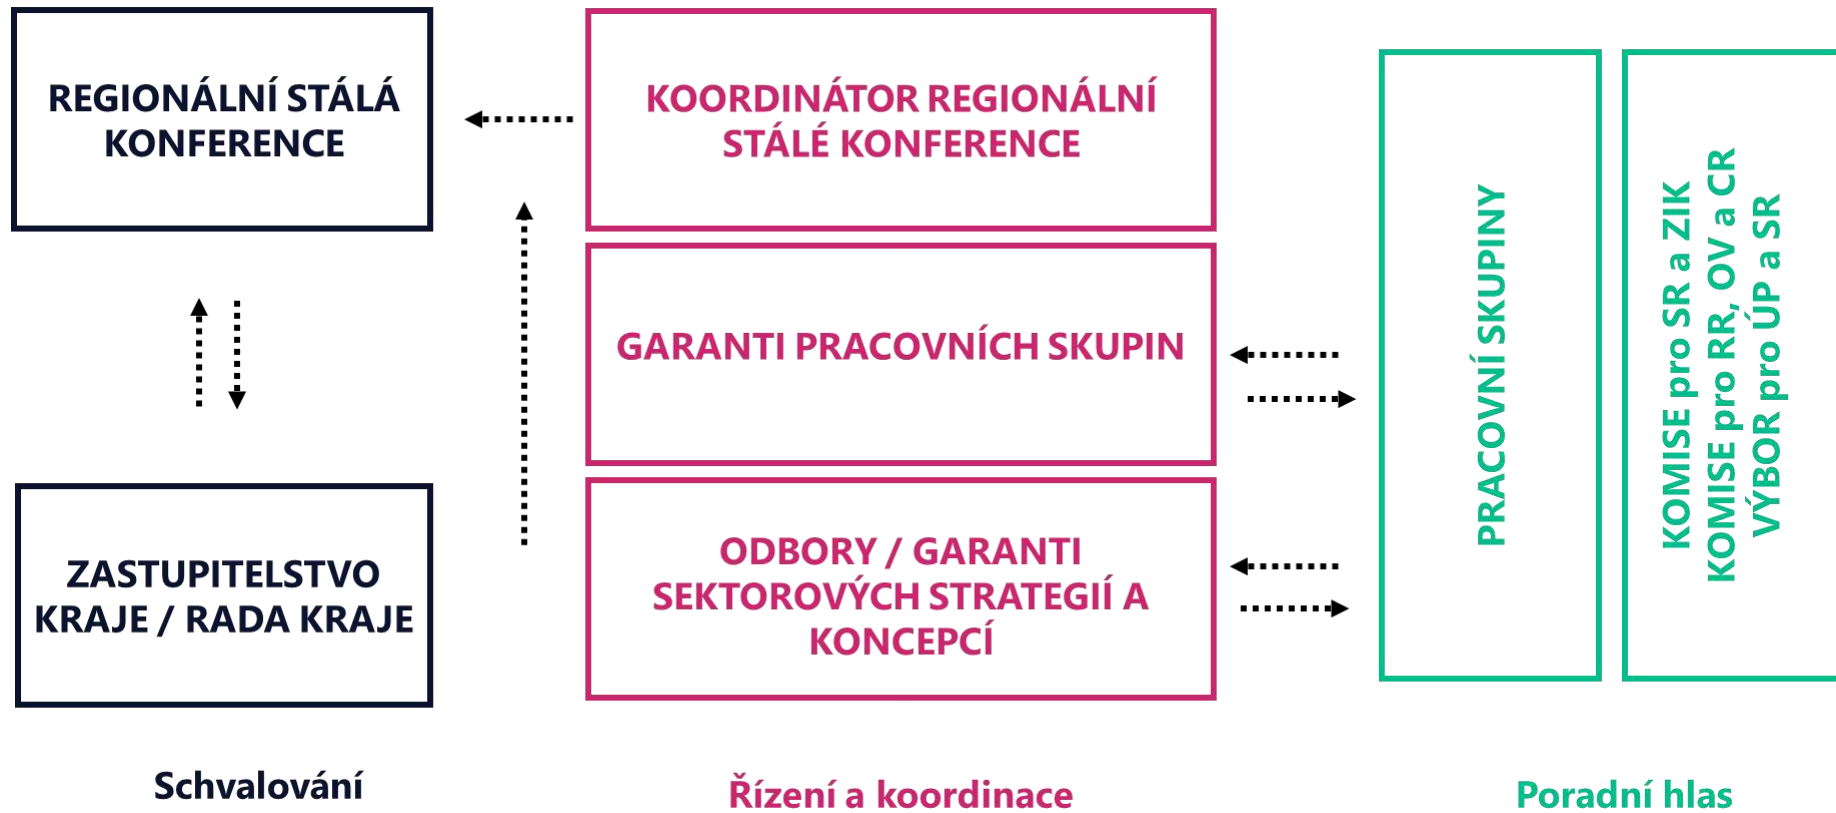 REGIONÁLNÍ STÁLÁ
KONFERENCE
KOORDINÁTOR REGIONÁLNÍ
STÁLÉ KONFERENCE
GARANTI PRACOVNÍCH SKUPIN
ZASTUPITELSTVO
KRAJE / RADA KRAJE
ODBORY / GARANTI
SEKTOROVÝCH STRATEGIÍ A
KONCEPCÍ
PRACOVNÍ SKUPINY
KOMISE pro SR a ZIK
KOMISE pro RR, OV a CR
VÝBOR pro ÚP a SR
Schvalování
Řízení a koordinace
Poradní hlas